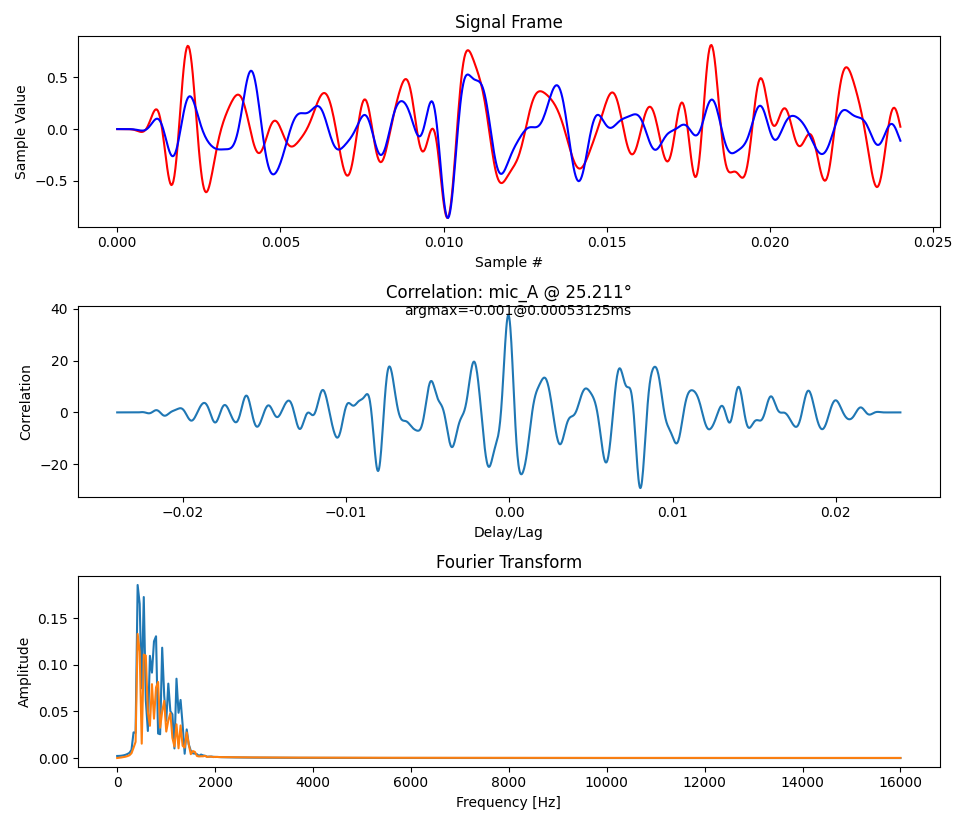 Signal Frame
Sample Value
0.5
0.0
−0.5
0.000 0.005 0.010 0.015 0.020 0.025
Sample #
Correlation: mic_A @ 25.211°
argmax=-0.001@0.00053125ms
Correlation
40
20
0
−20
−0.02 −0.01 0.00 0.01 0.02
Delay/Lag
Fourier Transform
Amplitude
0.15
0.10
0.05
0.00
0 2000 4000 6000 8000 10000 12000 14000 16000
Frequency [Hz]